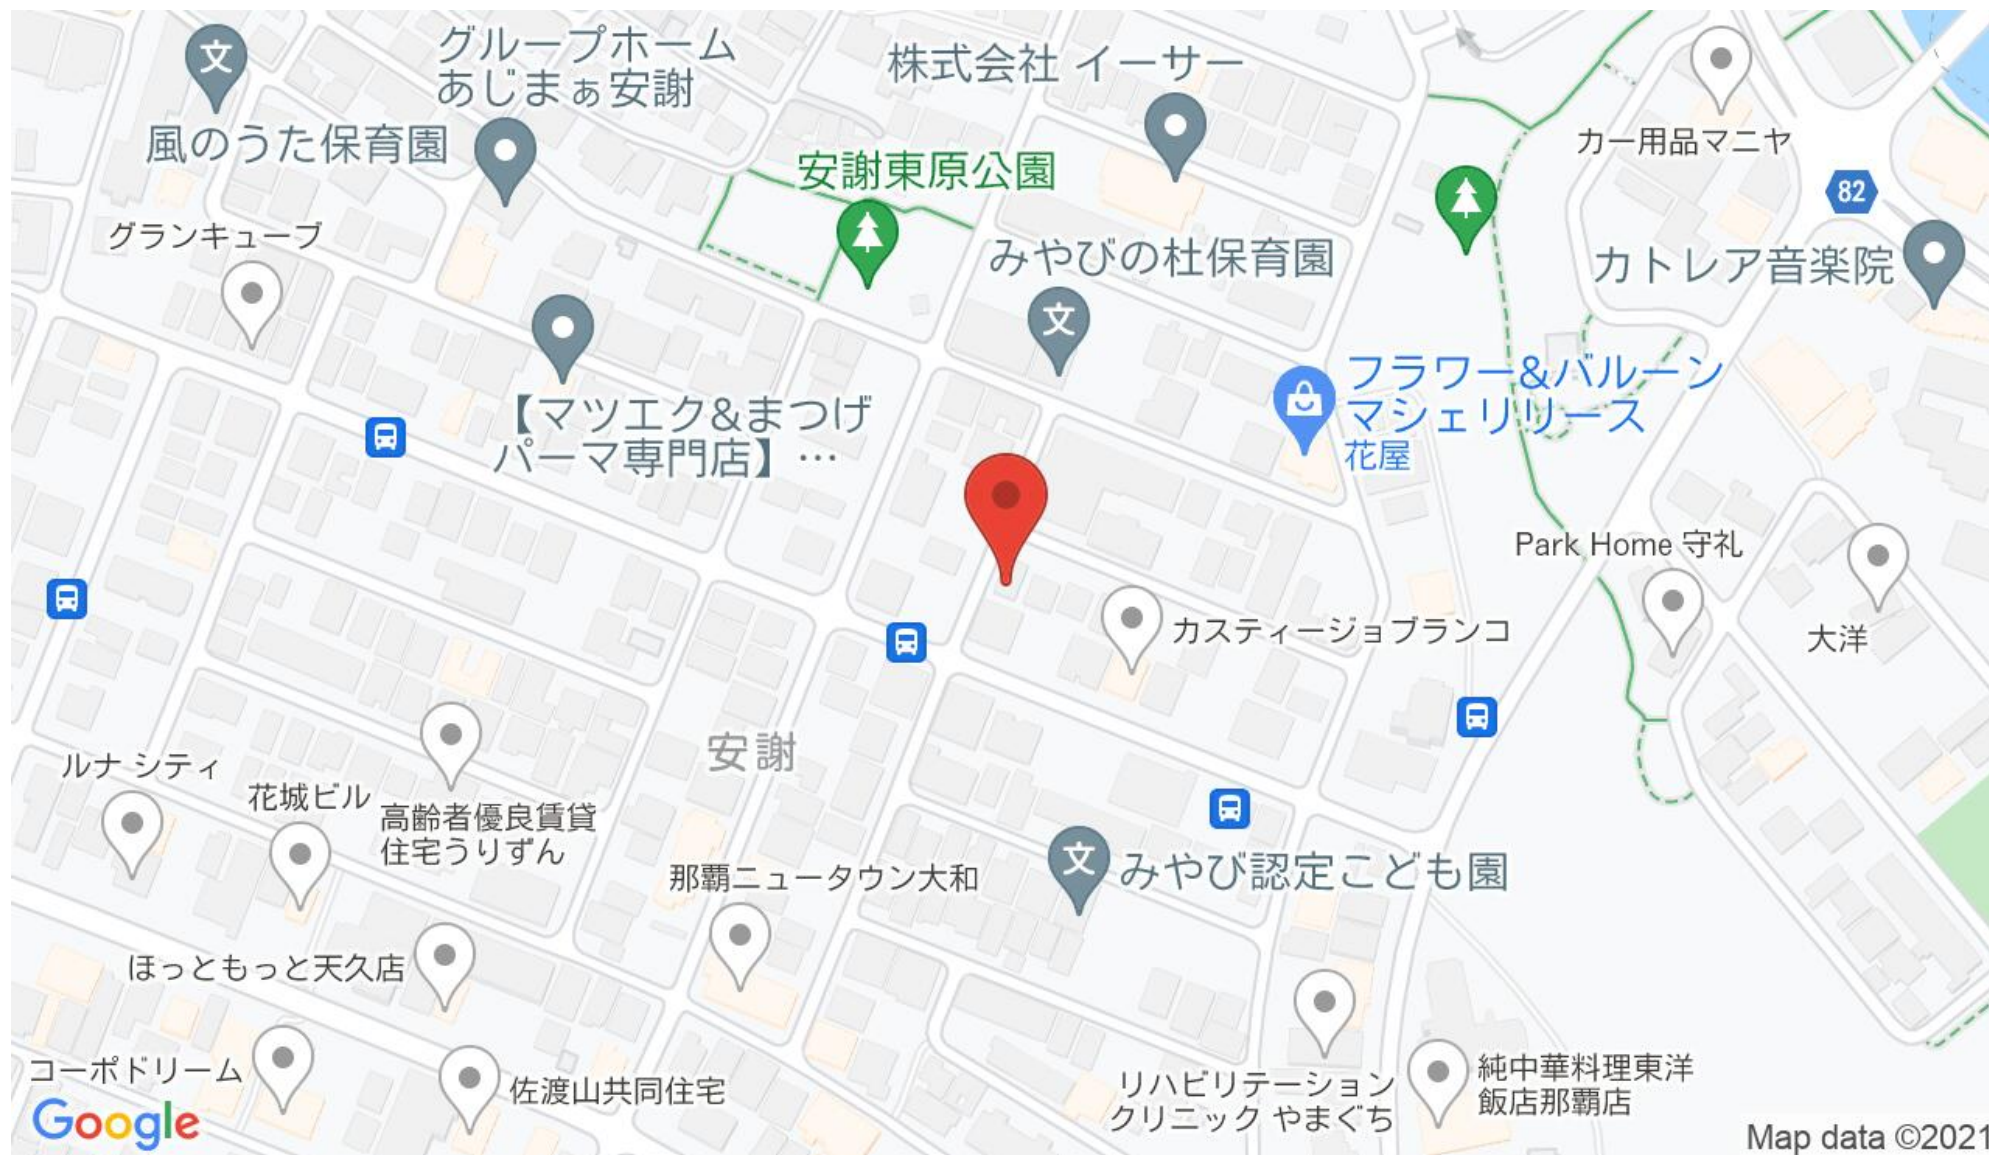 グループホーム
あじまぁ安謝
株式会社 イーサー
カー用品マニヤ
文
風のうた保育園
安謝東原公園
82
グランキューブ
みやびの杜保育園
カトレア音楽院
文
【マツエク&まつげ
パーマ専門店】…
フラワー&バルーン
マシェリリース
花屋
Park Home 守礼
カスティージョブランコ
大洋
安謝
ルナ シティ
花城ビル
高齢者優良賃貸
住宅うりずん
那覇ニュータウン大和
文
みやび認定こども園
ほっともっと天久店
コーポドリーム
佐渡山共同住宅
リハビリテーション
クリニック やまぐち
純中華料理東洋
飯店那覇店
Google
Map data ©2021